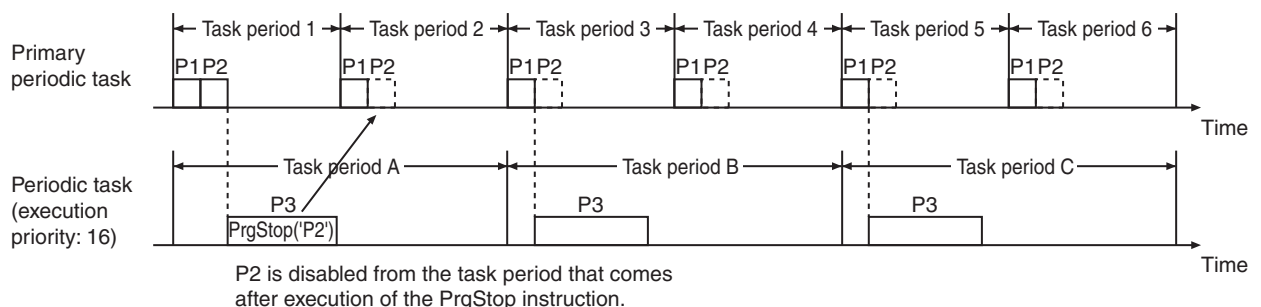 Task period 1 Task period 2 Task period 3 Task period 4 Task period 5 Task period 6
Primary
periodic task
P1 P2 P1 P2 P1 P2 P1 P2 P1 P2 P1 P2
Time
Task period A Task period B Task period C
Periodic task
(execution
priority: 16)
P3 P3 P3
PrgStop('P2')
Time
P2 is disabled from the task period that comes
after execution of the PrgStop instruction.